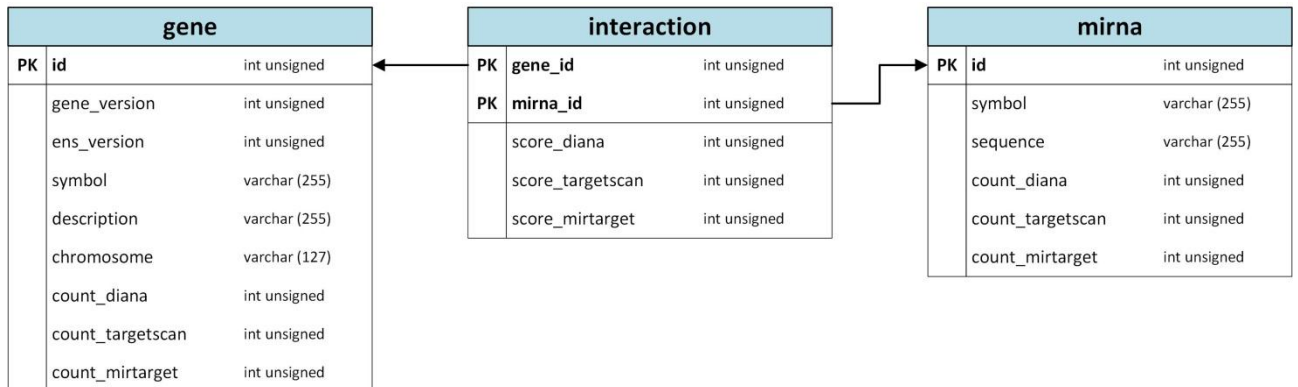 gene
PK id int unsigned
gene_version int unsigned
ens_version int unsigned
symbol varchar (255)
description varchar (255)
chromosome varchar (127)
count_diana int unsigned
count_targetscan int unsigned
count_mirtarget int unsigned
interaction
PK gene_id int unsigned
PK mirna_id int unsigned
score_diana int unsigned
score_targetscan int unsigned
score_mirtarget int unsigned
mirna
PK id int unsigned
symbol varchar (255)
sequence varchar (255)
count_diana int unsigned
count_targetscan int unsigned
count_mirtarget int unsigned